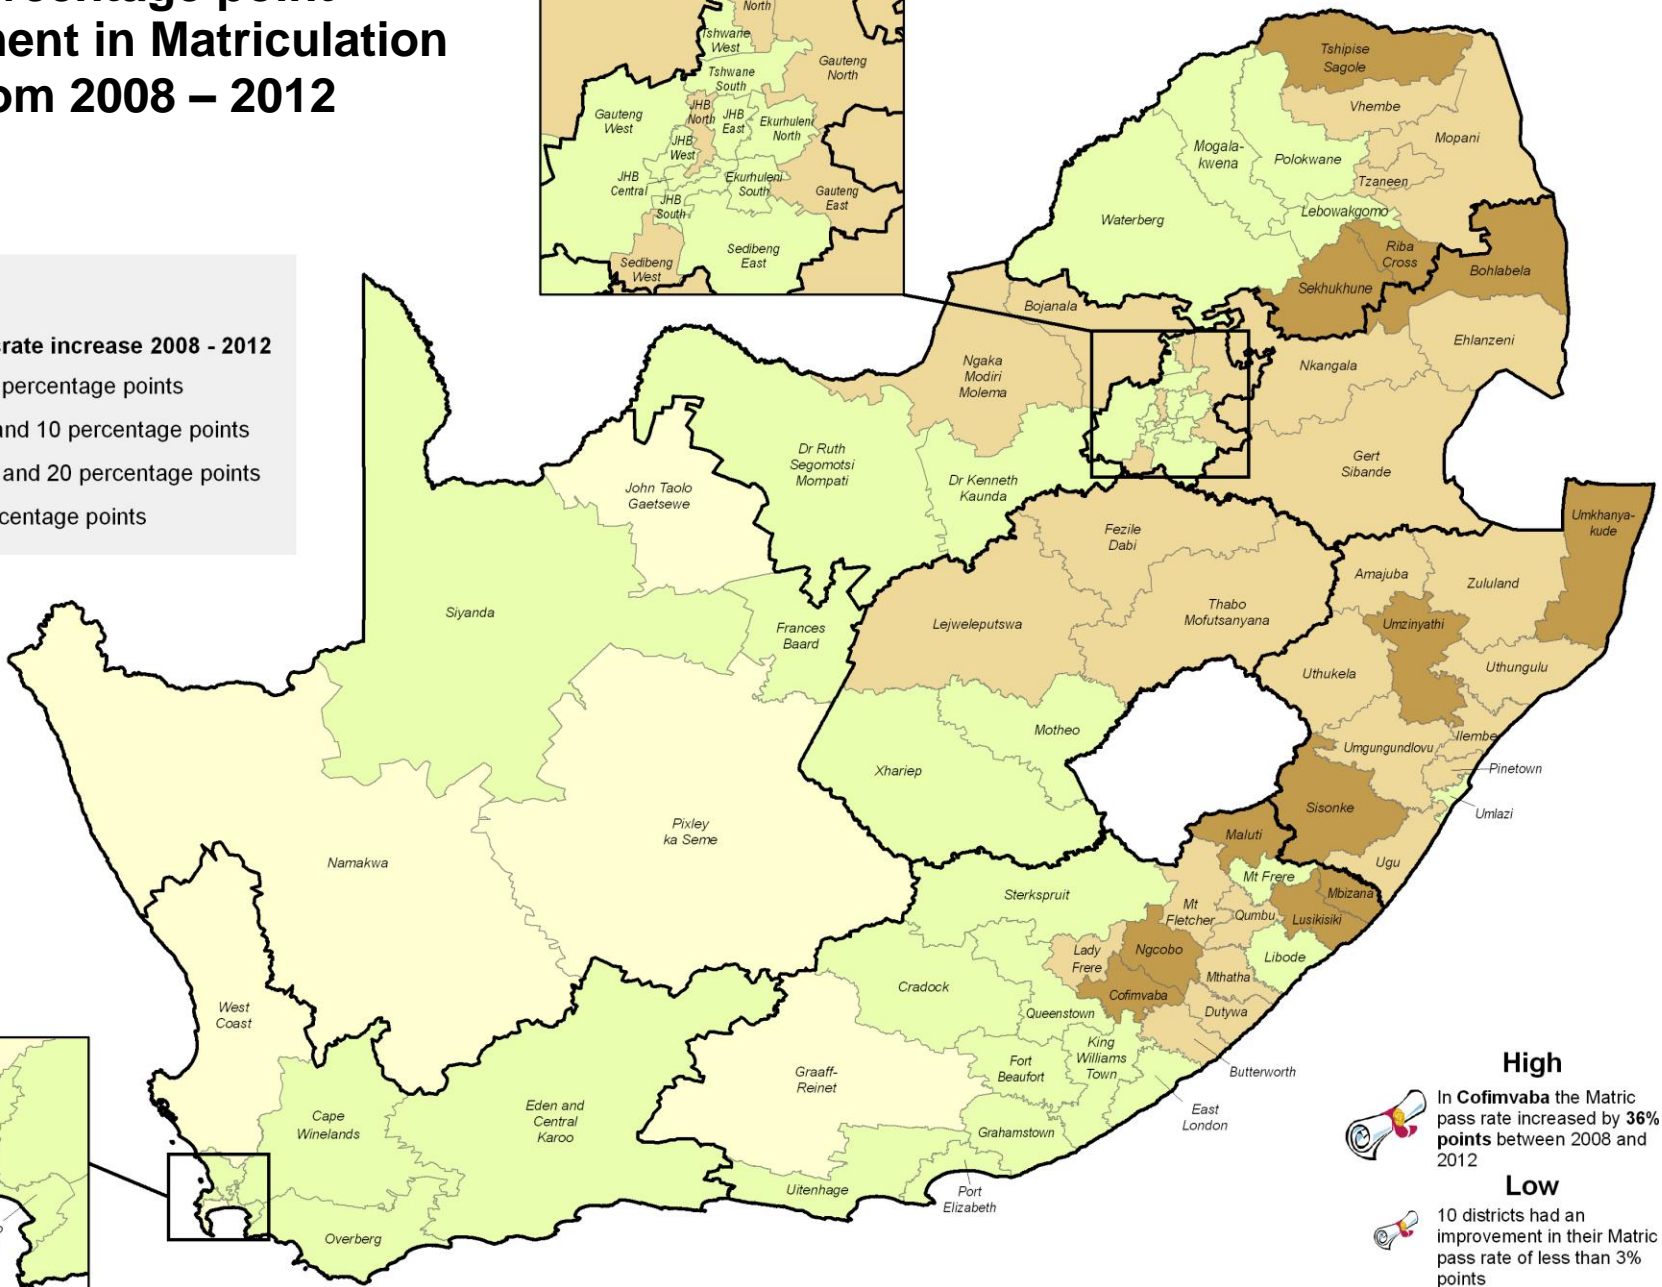 ment in Matriculation
om 2008 – 2012
rate increase 2008 - 2012
percentage points
and 10 percentage points
and 20 percentage points
centage points
North
Tshwane
West
Gauteng
North
Tshwane
South
Gauteng
West
JHB
North
JHB
East
Ekurhuleni
North
JHB
West
JHB
Central
Ekurhuleni
South
Gauteng
East
JHB
South
Sedibeng
East
Sedibeng
West
Tshipise
Sagole
Vhembe
Mopani
Mogala-
kwena
Polokwane
Tzaneen
Lebowakgomo
Waterberg
Riba
Cross
Bohlabela
Sekhukhune
Bojanala
Ehlanzeni
Ngaka
Modiri
Molema
Nkangala
Gert
Sibande
Dr Ruth
Segomotsi
Mompati
Dr Kenneth
Kaunda
John Taolo
Gaetsewe
Fezile
Dabi
Umkhanya-
kude
Amajuba
Zululand
Siyanda
Frances
Baard
Lejweleputswa
Thabo
Mofutsanyana
Umzinyathi
Uthukela
Uthungulu
Motheo
Ilembe
Umgungundlovu
Xhariep
Pinetown
Sisonke
Umlazi
Pixley
ka Seme
Maluti
Namakwa
Ugu
Mt Frere
Sterkspruit
Mbizana
Mt
Fletcher
Qumbu
Lusikisiki
Lady
Frere
Ngcobo
Libode
Mthatha
Cradock
Cofimvaba
West
Coast
Queenstown
Dutywa
King
Williams
Town
Fort
Beaufort
Graaff-
Reinet
Butterworth
Cape
Winelands
Eden and
Central
Karoo
East
London
Grahamstown
Uitenhage
Port
Elizabeth
Overberg
High
In Cofimvaba the Matric
pass rate increased by 36%
points between 2008 and
2012
Low
10 districts had an
improvement in their Matric
pass rate of less than 3%
points